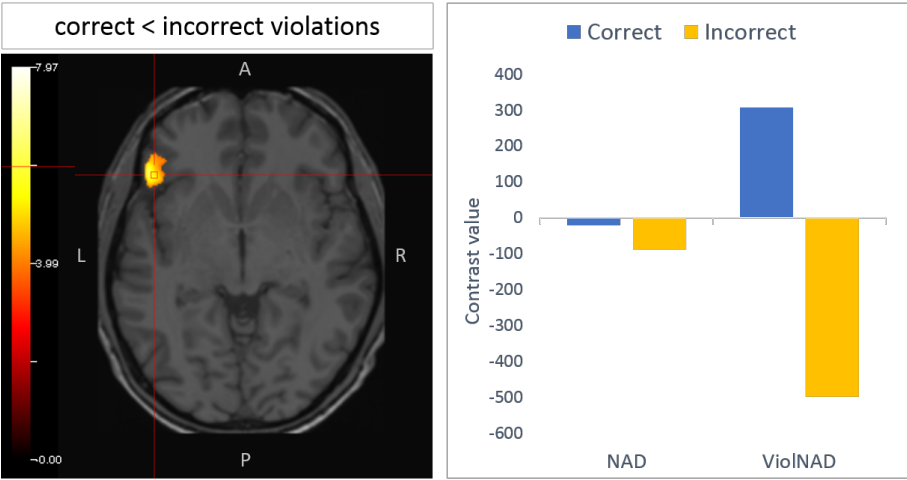 correct < incorrect violations
7.97
3.99
0.00
A
L
R
P
Correct
Incorrect
Contrast value
400
300
200
100
0
-100
-200
-300
-400
-500
-600
NAD
ViolNAD